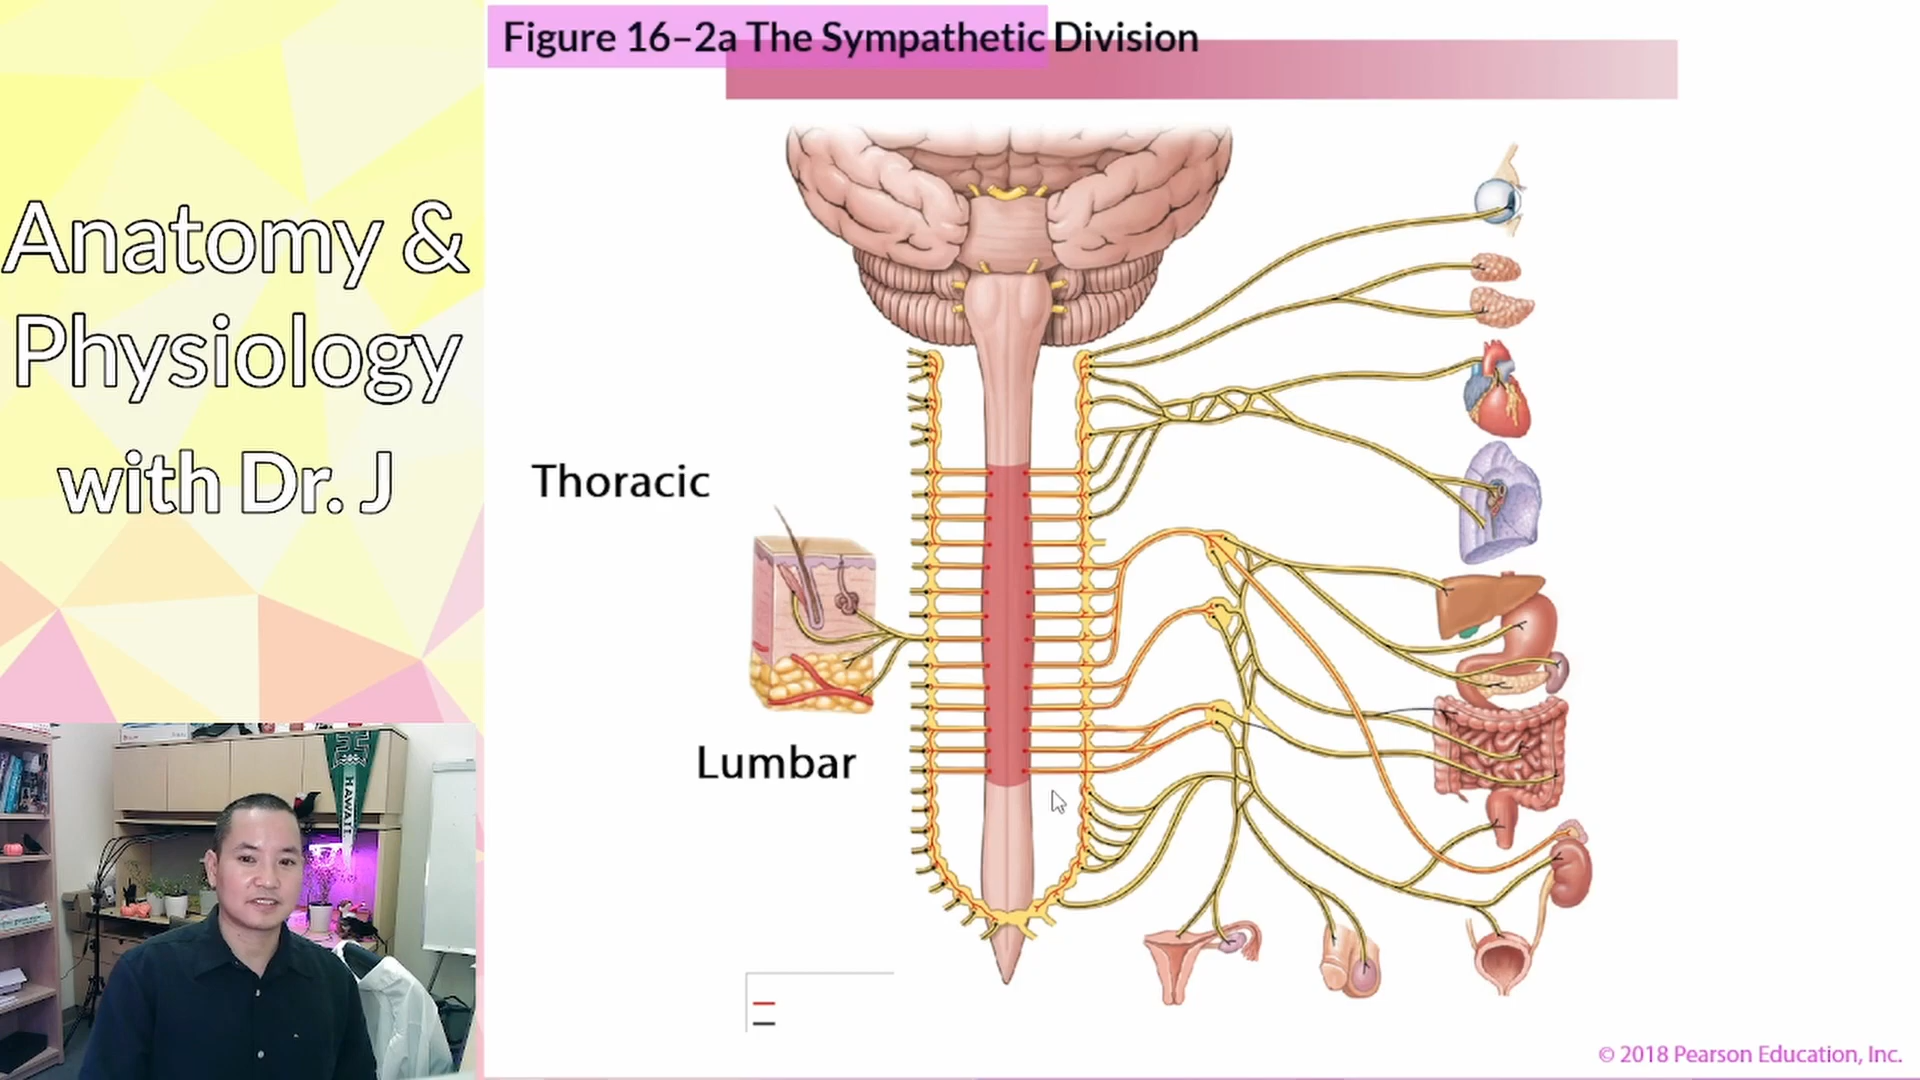 Figure 16–2a The Sympathetic Division
Anatomy &
Physiology
with Dr. J
Thoracic
Lumbar
HAWAII
© 2018 Pearson Education, Inc.